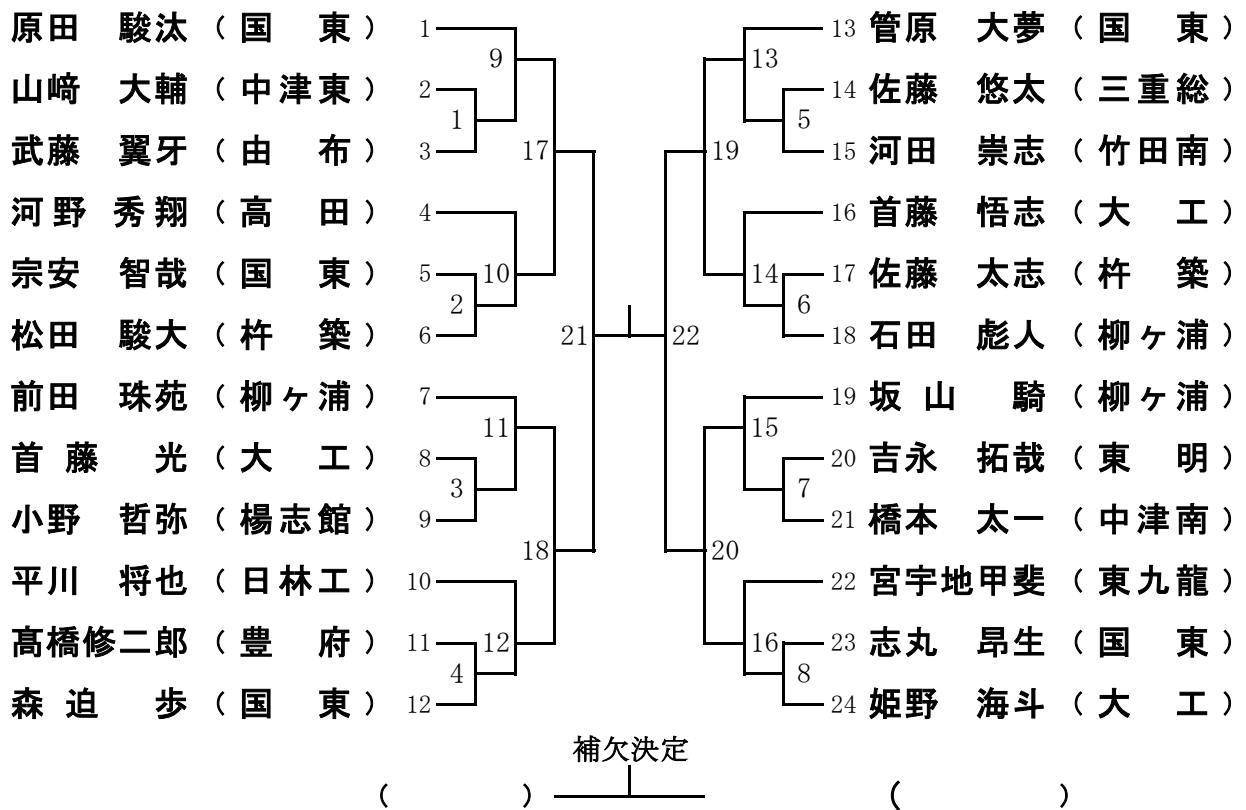 原田 駿汰 ( 国 東 ) 1
山﨑 大輔 ( 中津東 ) 2
武藤 翼牙 ( 由 布 ) 3
河野 秀翔 ( 高 田 ) 4
宗安 智哉 ( 国 東 ) 5
松田 駿大 ( 杵 築 ) 6
前田 珠苑 ( 柳ヶ浦 ) 7
首藤 光 ( 大 工 ) 8
小野 哲弥 ( 楊志館 ) 9
平川 将也 ( 日林工 ) 10
髙橋修二郎 ( 豊 府 ) 11
森迫 歩 ( 国 東 ) 12
9
1
17
10
2
21
11
3
18
12
4
13
5
19
14
6
22
15
7
20
16
8
13 管原 大夢 ( 国 東 )
14 佐藤 悠太 ( 三重総 )
15 河田 崇志 ( 竹田南 )
16 首藤 悟志 ( 大 工 )
17 佐藤 太志 ( 杵 築 )
18 石田 彪人 ( 柳ヶ浦 )
19 坂山 騎 ( 柳ヶ浦 )
20 吉永 拓哉 ( 東 明 )
21 橋本 太一 ( 中津南 )
22 宮宇地甲斐 ( 東九龍 )
23 志丸 昂生 ( 国 東 )
24 姫野 海斗 ( 大 工 )
補欠決定
( ) ( )